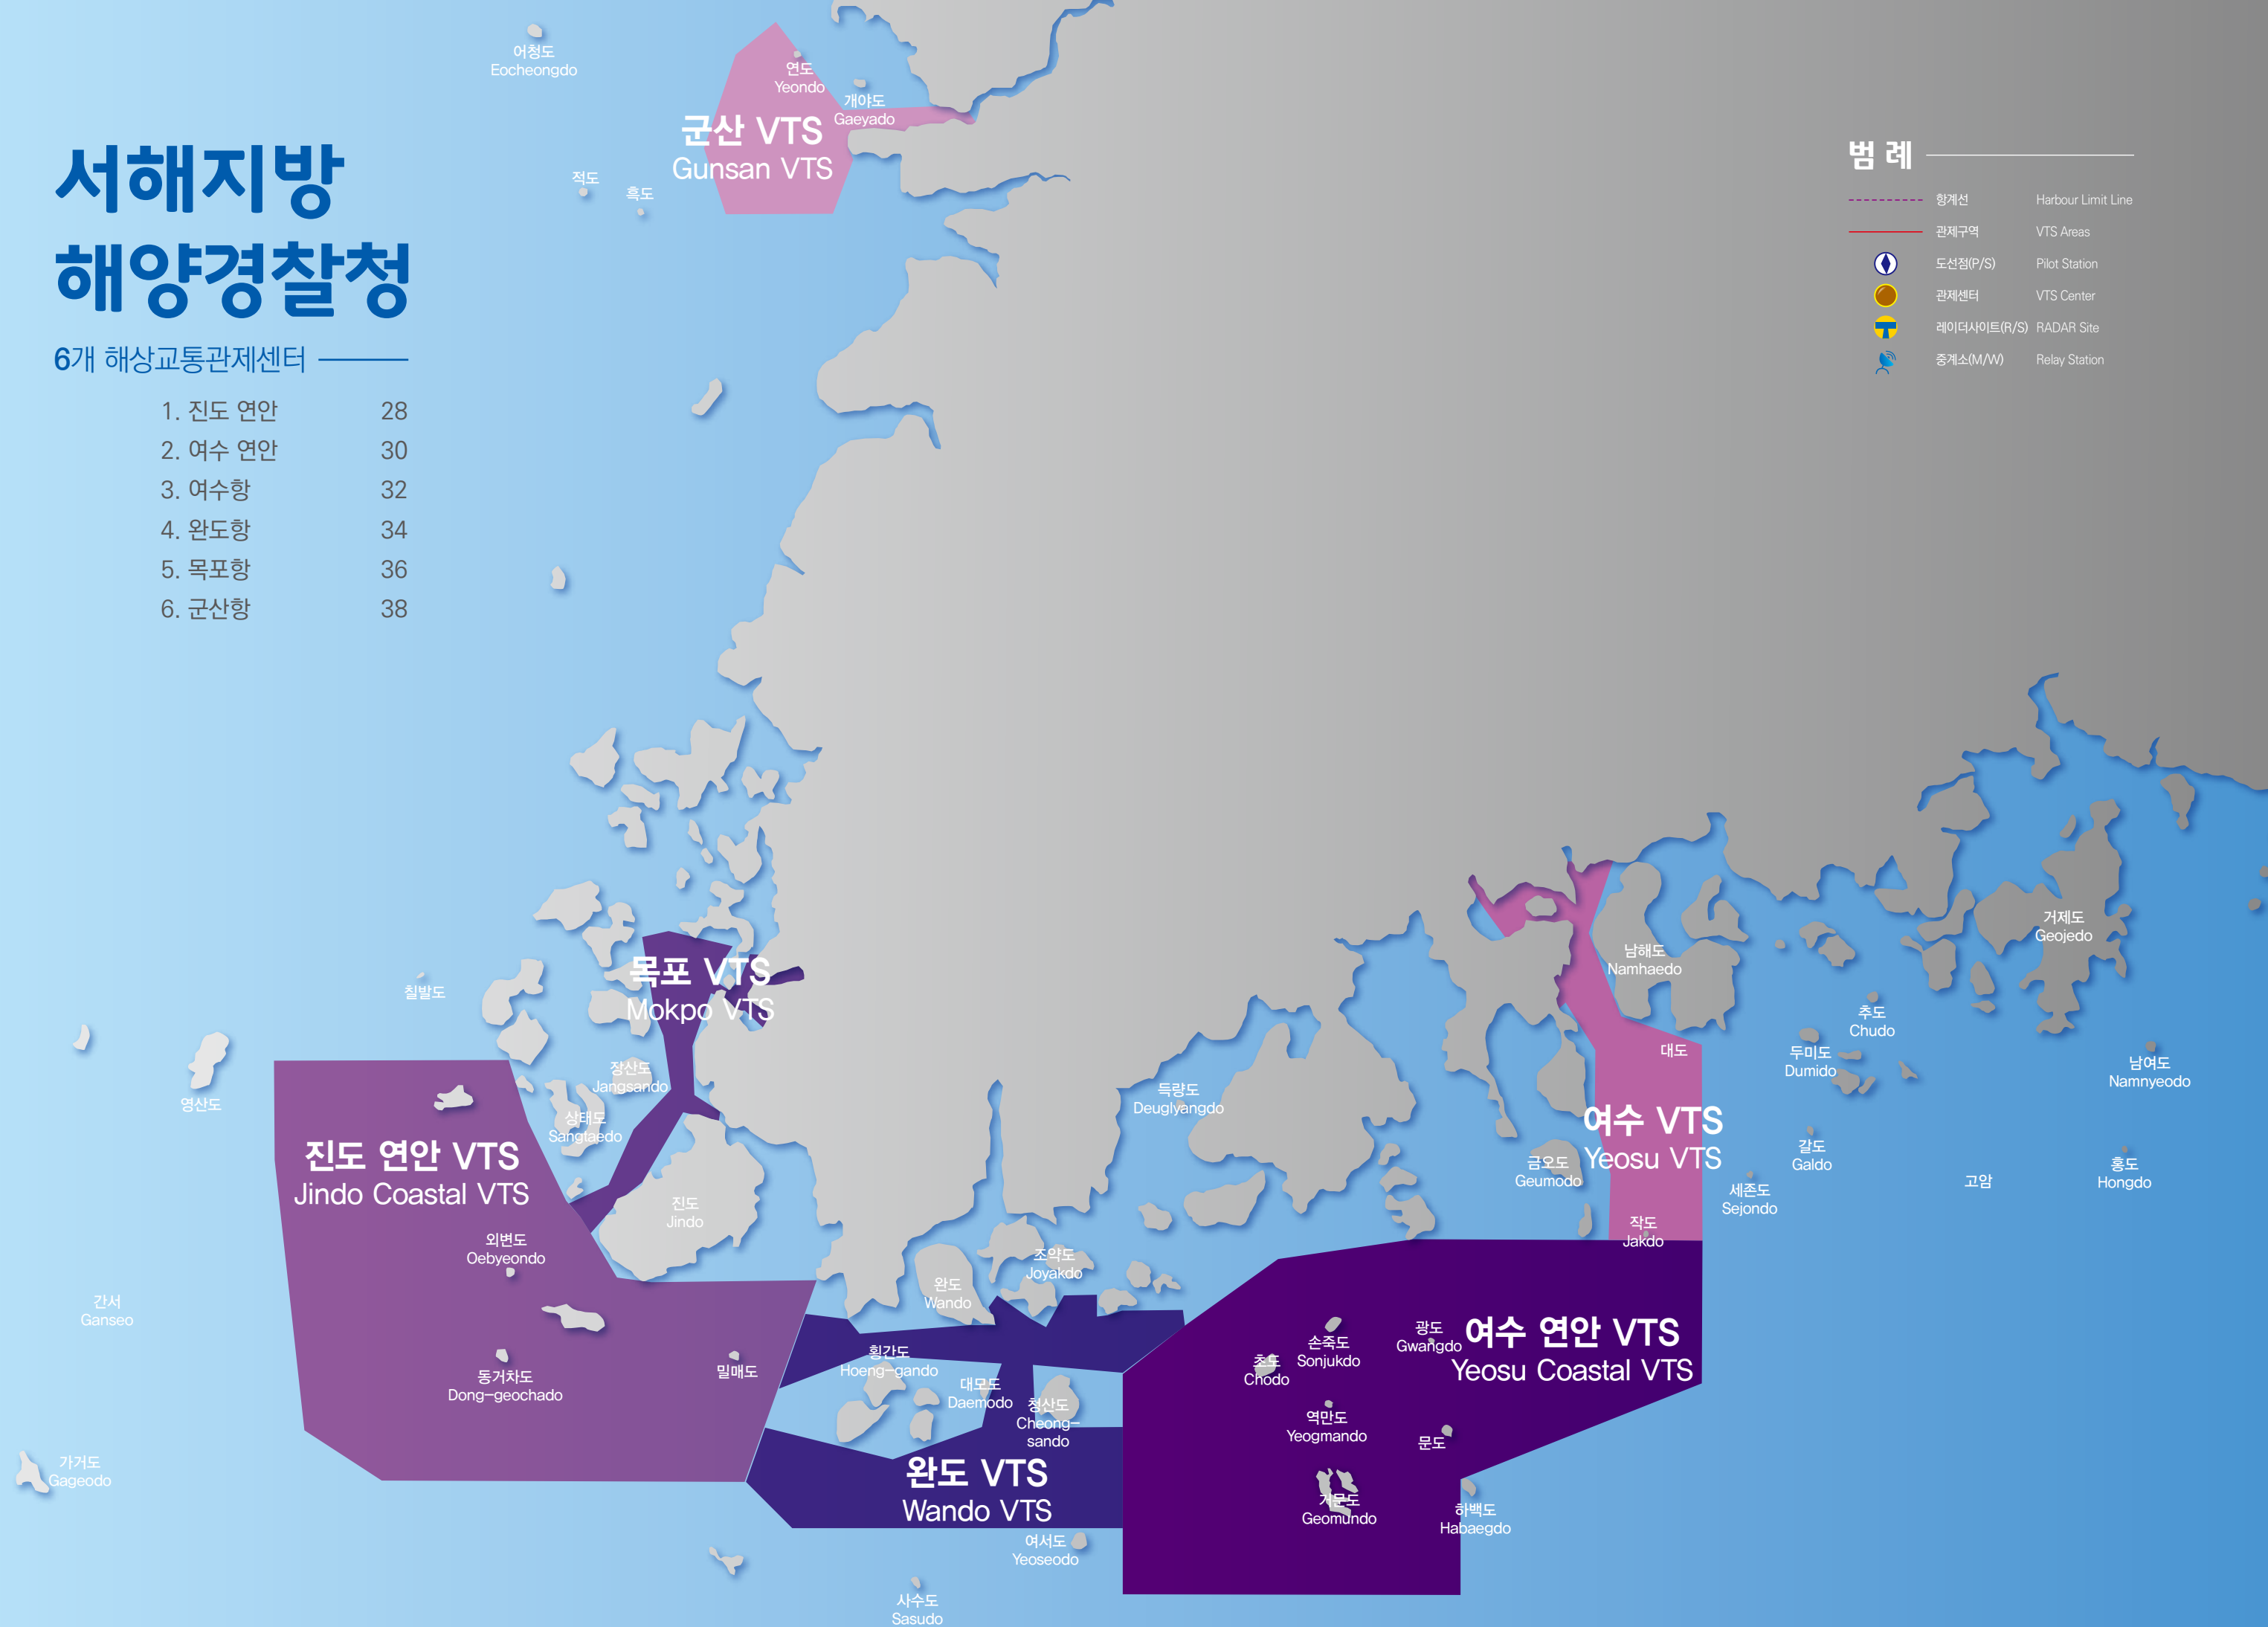 서해지방
해양경찰청
6개 해상교통관제센터
1. 진도 연안 28
2. 여수 연안 30
3. 여수항 32
4. 완도항 34
5. 목포항 36
6. 군산항 38
범 례
항계선 Harbour Limit Line
관제구역 VTS Areas
도선점(P/S) Pilot Station
관제센터 VTS Center
레이더사이트(R/S) RADAR Site
중계소(M/W) Relay Station
어청도
Eocheongdo
연도
Yeondo
개야도
Gaeyado
군산 VTS
Gunsan VTS
적도
흑도
거제도
Geojedo
남해도
Namhaedo
목포 VTS
Mokpo VTS
칠발도
추도
Chudo
대도
두미도
Dumido
남여도
Namnyeodo
장산도
Jangsando
영산도
득량도
Deuglyangdo
상태도
Sangtaedo
여수 VTS
Yeosu VTS
진도 연안 VTS
Jindo Coastal VTS
갈도
Galdo
금오도
Geumodo
홍도
Hongdo
고암
세존도
Sejondo
진도
Jindo
작도
Jakdo
외변도
Oebyeondo
조약도
Joyakdo
완도
Wando
간서
Ganseo
여수 연안 VTS
Yeosu Coastal VTS
광도
Gwangdo
손죽도
Sonjukdo
초도
Chodo
횡간도
Hoeng-gando
밀매도
동거차도
Dong-geochado
대모도
Daemodo
청산도
Cheong-
sando
역만도
Yeogmando
문도
가거도
Gageodo
완도 VTS
Wando VTS
거문도
Geomundo
하백도
Habaegdo
여서도
Yeoseodo
사수도
Sasudo